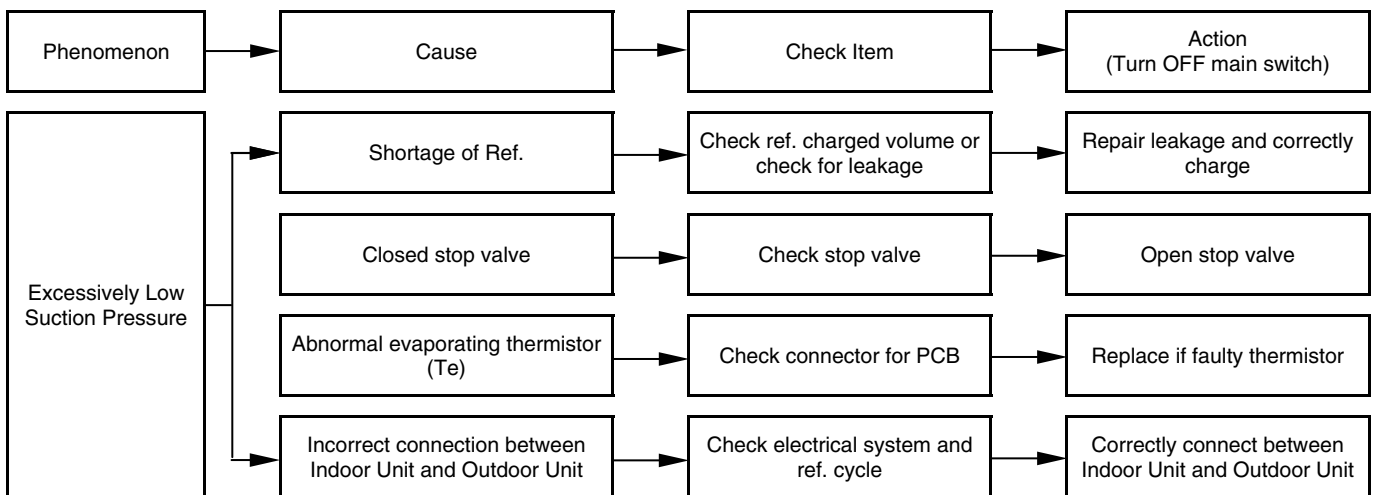 Phenomenon
Cause
Check Item
Action
(Turn OFF main switch)
Excessively Low
Suction Pressure
Shortage of Ref.
Check ref. charged volume or
check for leakage
Repair leakage and correctly
charge
Closed stop valve
Check stop valve
Open stop valve
Abnormal evaporating thermistor
(Te)
Check connector for PCB
Replace if faulty thermistor
Incorrect connection between
Indoor Unit and Outdoor Unit
Check electrical system and
ref. cycle
Correctly connect between
Indoor Unit and Outdoor Unit